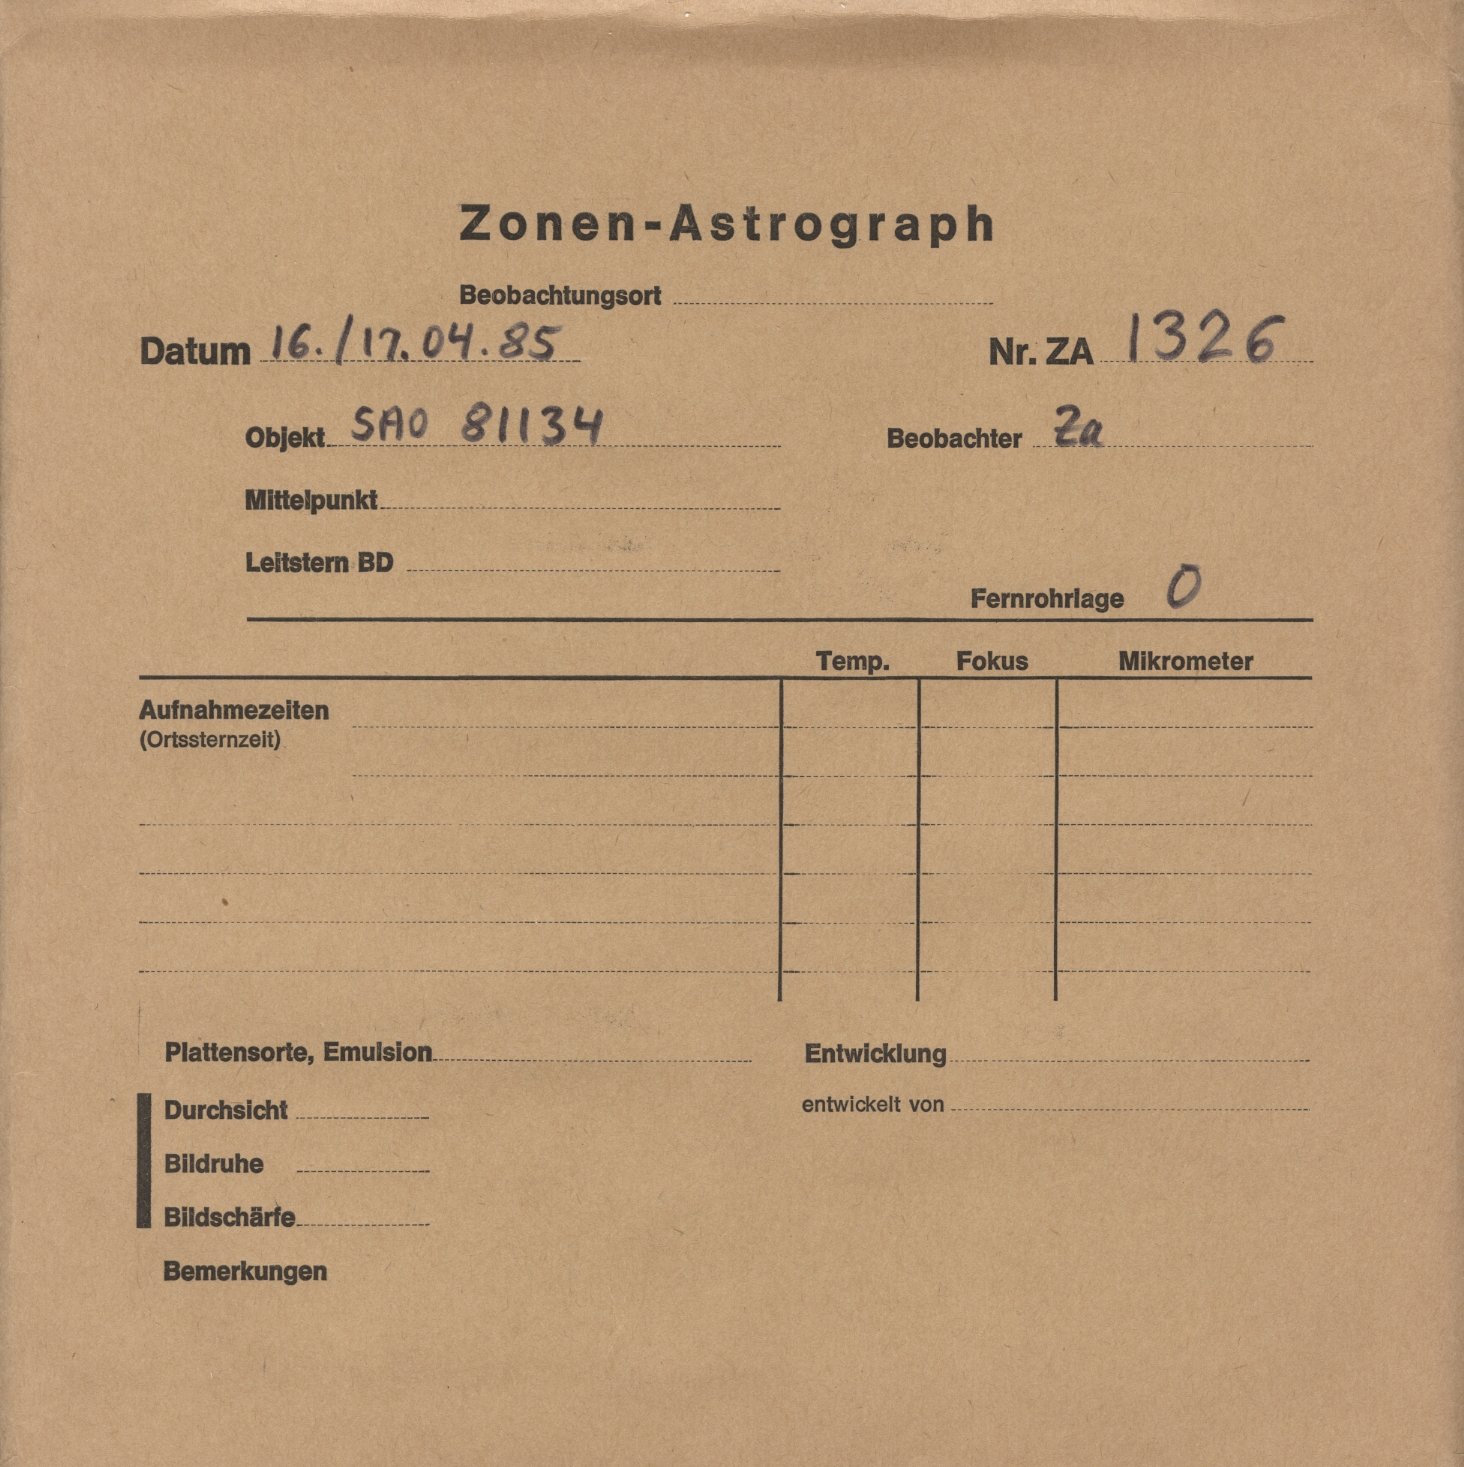 Zonen-Astrograph
Beobachtungsort
Datum 16./17.04.85 Nr. ZA 1326
Objekt SAO 81134 Beobachter Za
Mittelpunkt
Leitstern BD
Fernrohrlage O
Temp. Fokus Mikrometer
Aufnahmezeiten
(Ortssternzeit)
Plattensorte, Emulsion Entwicklung
Durchsicht entwickelt von
Bildruhe
Bildschärfe
Bemerkungen